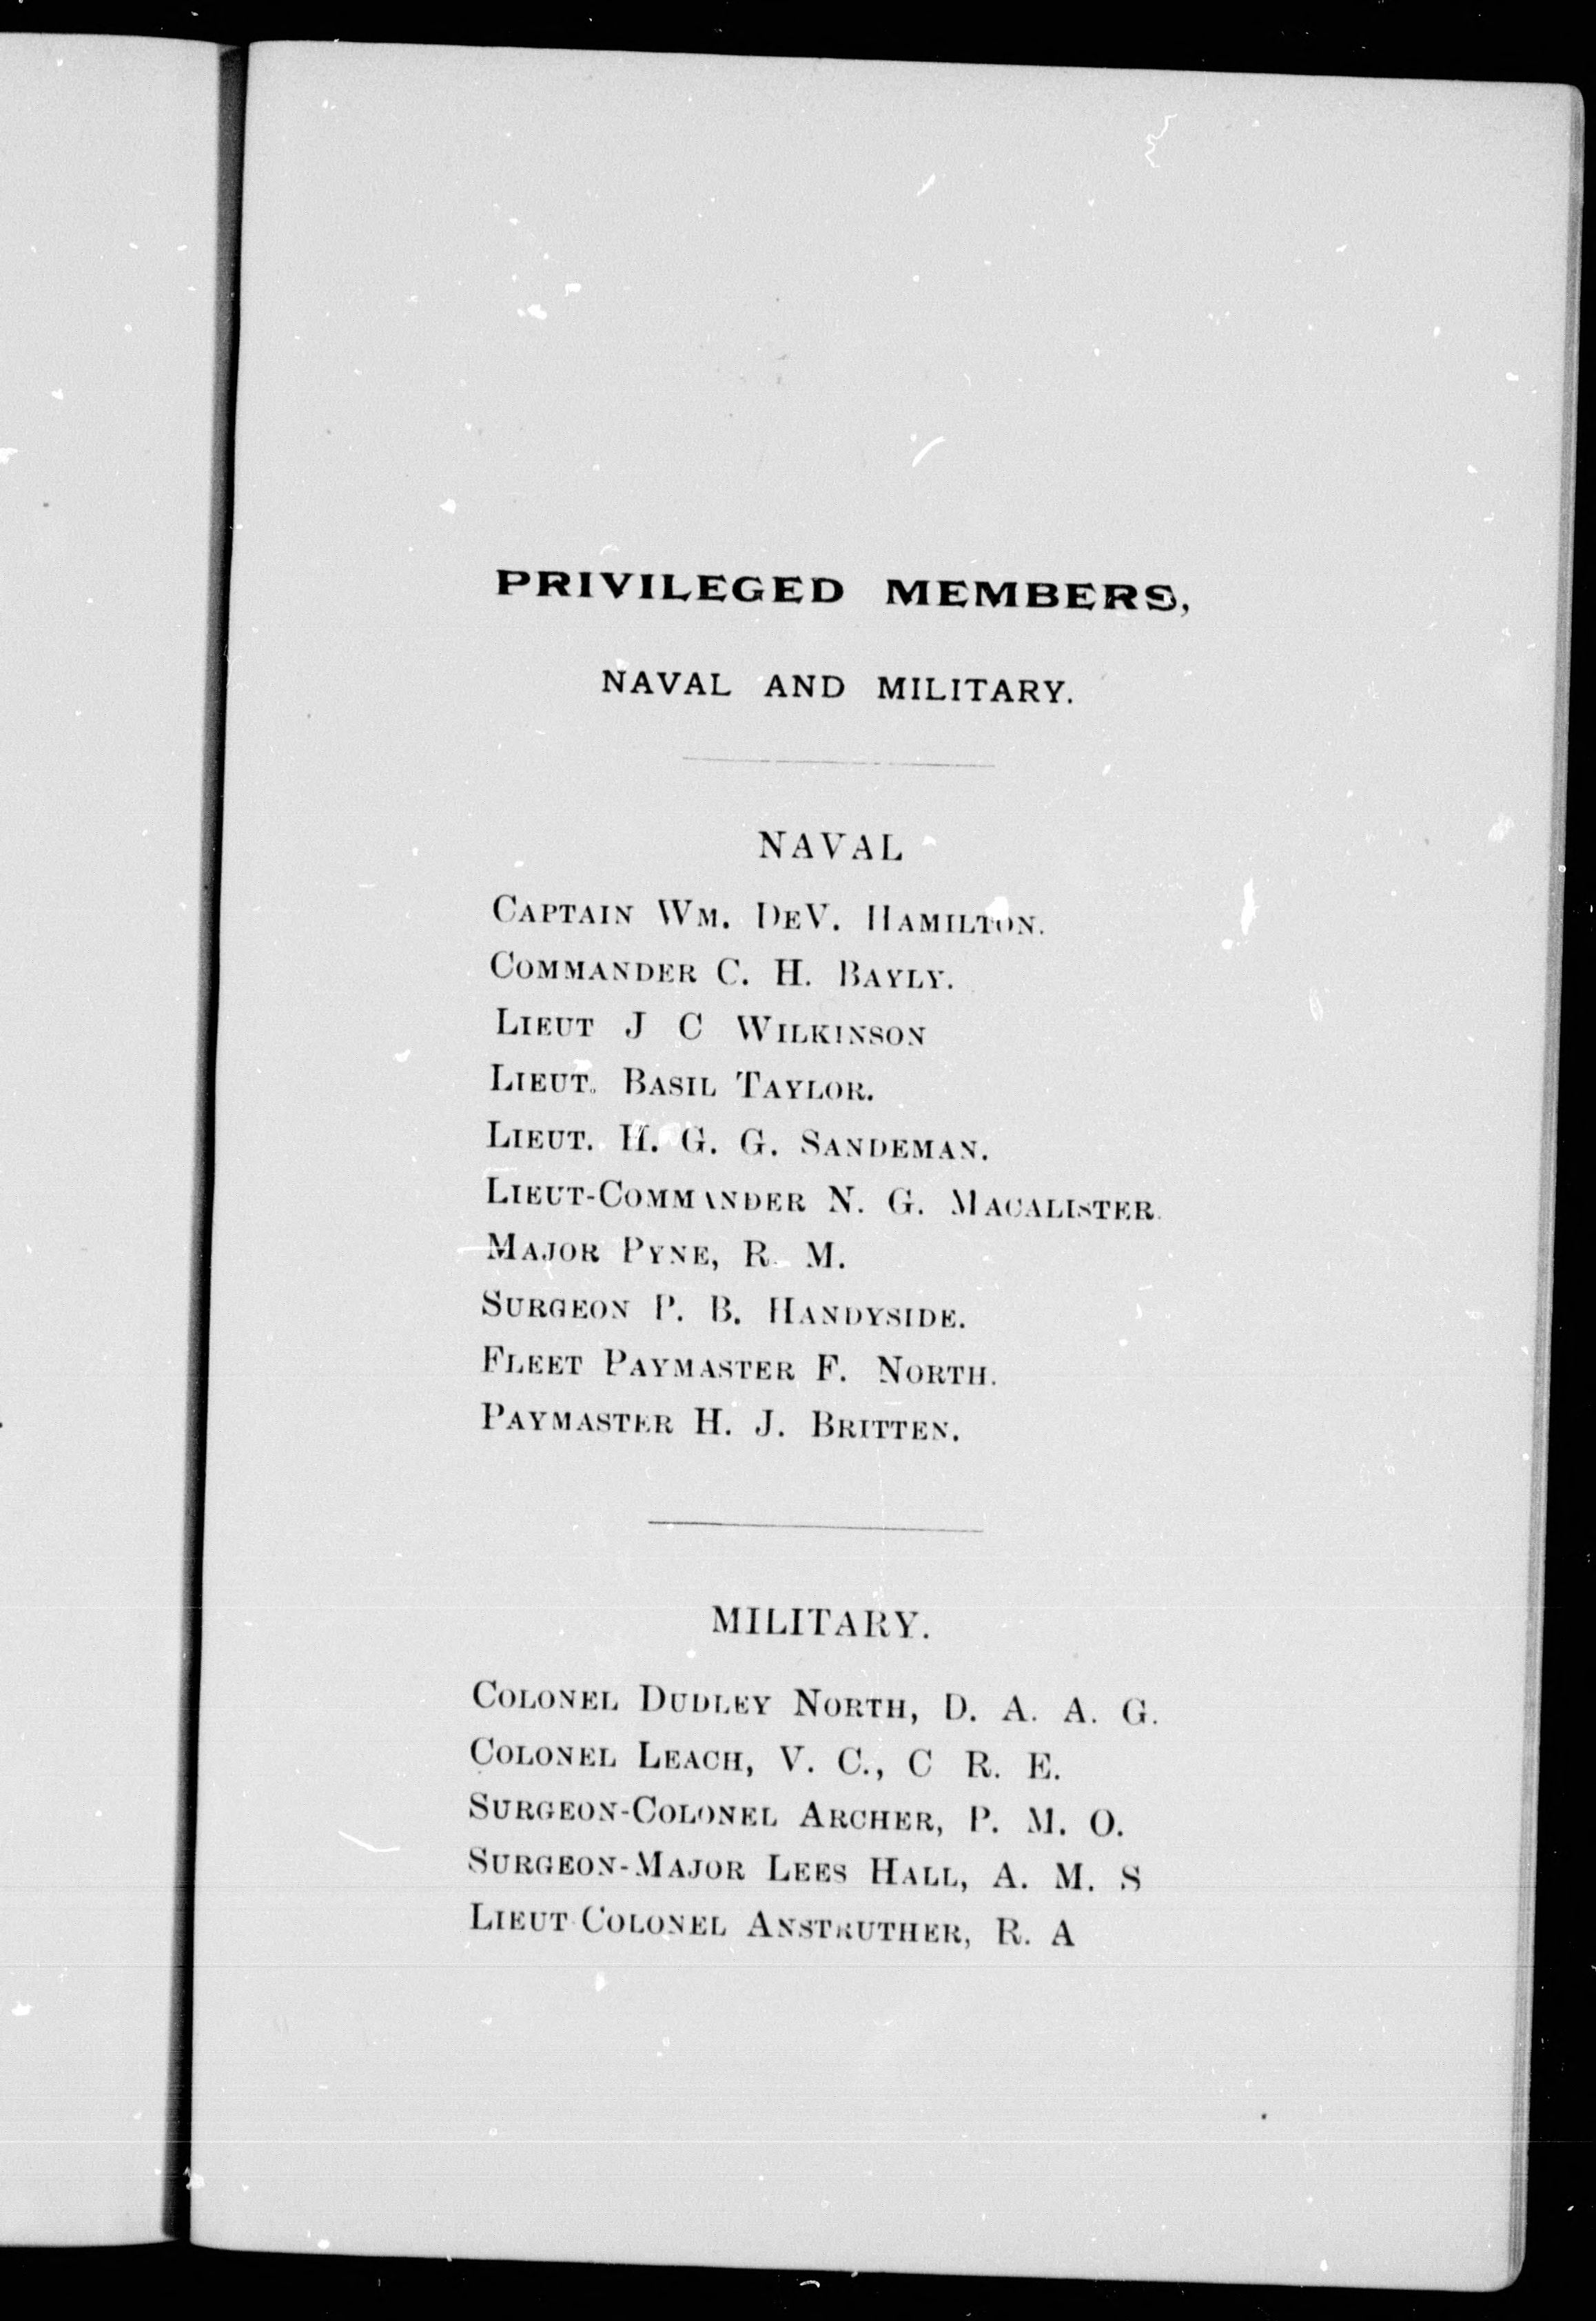 PRIVILEGED MEMBERS,
NAVAL AND MILITARY.
NAVAL
CAPTAIN WM. DEV. HAMILTON.
COMMANDER C. H. BAYLY.
LIEUT J C WILKINSON
LIEUT. BASIL TAYLOR.
LIEUT. H. G. G. SANDEMAN.
LIEUT-COMMANDER N. G. MACALISTER.
MAJOR PYNE, R. M.
SURGEON P. B. HANDYSIDE.
FLEET PAYMASTER F. NORTH.
PAYMASTER H. J. BRITTEN.
MILITARY.
COLONEL DUDLEY NORTH, D. A. A. G.
COLONEL LEACH, V. C., C R. E.
SURGEON-COLONEL ARCHER, P. M. O.
SURGEON-MAJOR LEES HALL, A. M. S
LIEUT-COLONEL ANSTRUTHER, R. A